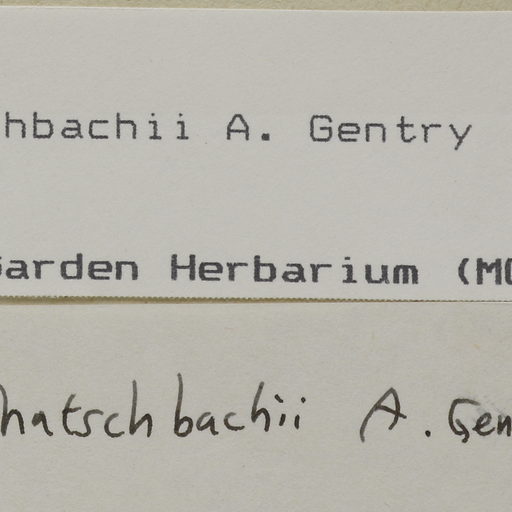 hbachii A. Gentry
Garden Herbarium (MO
hatschbachii A. Gen